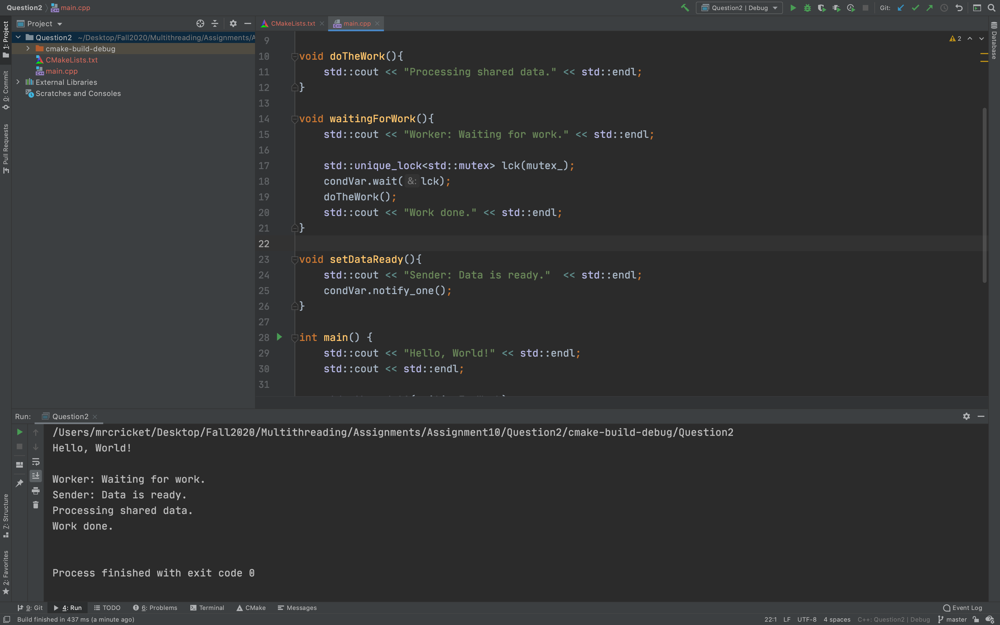 Question2 main.cpp
Question2 | Debug Git:
Project
CMakeLists.txt main.cpp
1: Project
0: Commit
Pull Requests
7: Structure
2: Favorites
Database
Question2 ~/Desktop/Fall2020/Multithreading/Assignments/A
cmake-build-debug
CMakeLists.txt
main.cpp
External Libraries
Scratches and Consoles
2
9
10 void doTheWork(){
11 std::cout << "Processing shared data." << std::endl;
12 }
13
14 void waitingForWork(){
15 std::cout << "Worker: Waiting for work." << std::endl;
16
17 std::unique_lock<std::mutex> lck(mutex_);
18 condVar.wait( &: lck);
19 doTheWork();
20 std::cout << "Work done." << std::endl;
21 }
22
23 void setDataReady(){
24 std::cout << "Sender: Data is ready."  << std::endl;
25 condVar.notify_one();
26 }
27
28 int main() {
29 std::cout << "Hello, World!" << std::endl;
30 std::cout << std::endl;
31
Run: Question2
/Users/mrcricket/Desktop/Fall2020/Multithreading/Assignments/Assignment10/Question2/cmake-build-debug/Question2
Hello, World!
Worker: Waiting for work.
Sender: Data is ready.
Processing shared data.
Work done.
Process finished with exit code 0
9: Git 4: Run TODO 6: Problems Terminal CMake Messages Event Log
Build finished in 437 ms (a minute ago) 22:1 LF UTF-8 4 spaces C++: Question2 | Debug master